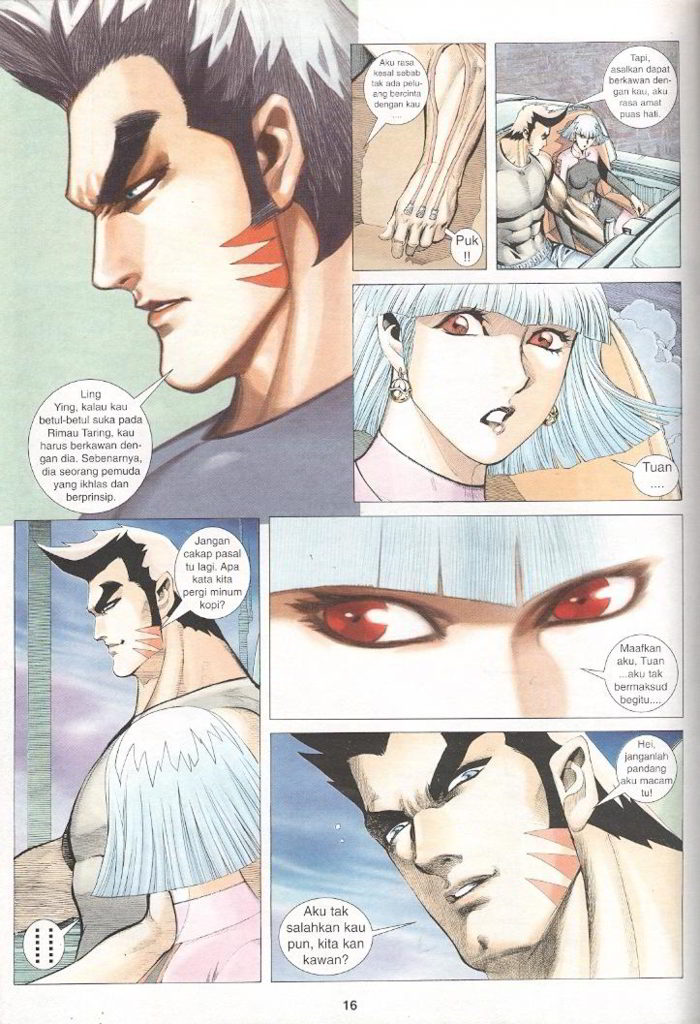 Ling
Ying, kalau kau
betul-betul suka
pada Rimau Taring, kau
harus berkawan den-
gan dia. Sebenarnya,
dia seorang pemuda
yang ikhlas dan
berprinsip.
Aku rasa
kesal sebab
tak ada pelu-
ang bercinta
dengan kau
....
Puk
!!
Tapi,
asalkan dapat
berkawan den-
gan kau, aku
rasa amat
puas hati.
Tuan
....
Jangan
cakap pasal
tu lagi. Apa
kata kita
pergi minum
kopi?
Maafkan
aku, Tuan
...aku tak
bermaksud
begitu....
Hei,
janganlah
pandang
aku macam
tu!
Aku tak
salahkan kau
pun, kita kan
kawan?
16